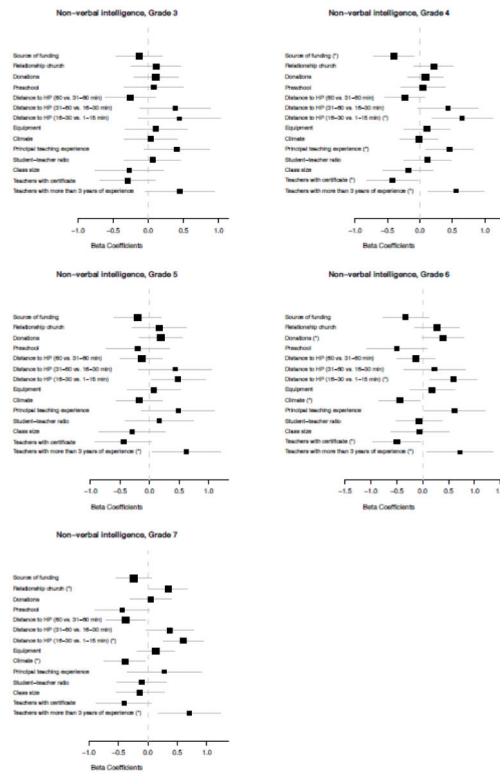 Non-verbal intelligence, Grade 3
Source of funding
Relationship church
Donations
Preschool
Distance to HP (60 vs. 31-60 min)
Distance to HP (31-60 vs. 16-30 min)
Distance to HP (16-30 vs. 1-15 min)
Equipment
Climate
Principal teaching experience
Student-teacher ratio
Class size
Teachers with certificate
Teachers with more than 3 years of experience
-1.0 -0.5 0.0 0.5 1.0
Beta Coefficients
Non-verbal intelligence, Grade 4
Source of funding (*)
Relationship church
Donations
Preschool
Distance to HP (60 vs. 31-60 min)
Distance to HP (31-60 vs. 16-30 min)
Distance to HP (16-30 vs. 1-15 min) (*)
Equipment
Climate
Principal teaching experience (*)
Student-teacher ratio
Class size
Teachers with certificate (*)
Teachers with more than 3 years of experience (*)
-1.0 -0.5 0.0 0.5 1.0
Beta Coefficients
Non-verbal intelligence, Grade 5
Source of funding
Relationship church
Donations
Preschool
Distance to HP (60 vs. 31-60 min)
Distance to HP (31-60 vs. 16-30 min)
Distance to HP (16-30 vs. 1-15 min)
Equipment
Climate
Principal teaching experience
Student-teacher ratio
Class size
Teachers with certificate
Teachers with more than 3 years of experience (*)
-1.0 -0.5 0.0 0.5 1.0
Beta Coefficients
Non-verbal intelligence, Grade 6
Source of funding
Relationship church
Donations (*)
Preschool
Distance to HP (60 vs. 31-60 min)
Distance to HP (31-60 vs. 16-30 min)
Distance to HP (16-30 vs. 1-15 min) (*)
Equipment
Climate (*)
Principal teaching experience
Student-teacher ratio
Class size
Teachers with certificate (*)
Teachers with more than 3 years of experience (*)
-1.5 -1.0 -0.5 0.0 0.5 1.0 1.5
Beta Coefficients
Non-verbal intelligence, Grade 7
Source of funding
Relationship church (*)
Donations
Preschool
Distance to HP (60 vs. 31-60 min)
Distance to HP (31-60 vs. 16-30 min)
Distance to HP (16-30 vs. 1-15 min) (*)
Equipment
Climate (*)
Principal teaching experience
Student-teacher ratio
Class size
Teachers with certificate
Teachers with more than 3 years of experience (*)
-1.0 -0.5 0.0 0.5 1.0
Beta Coefficients